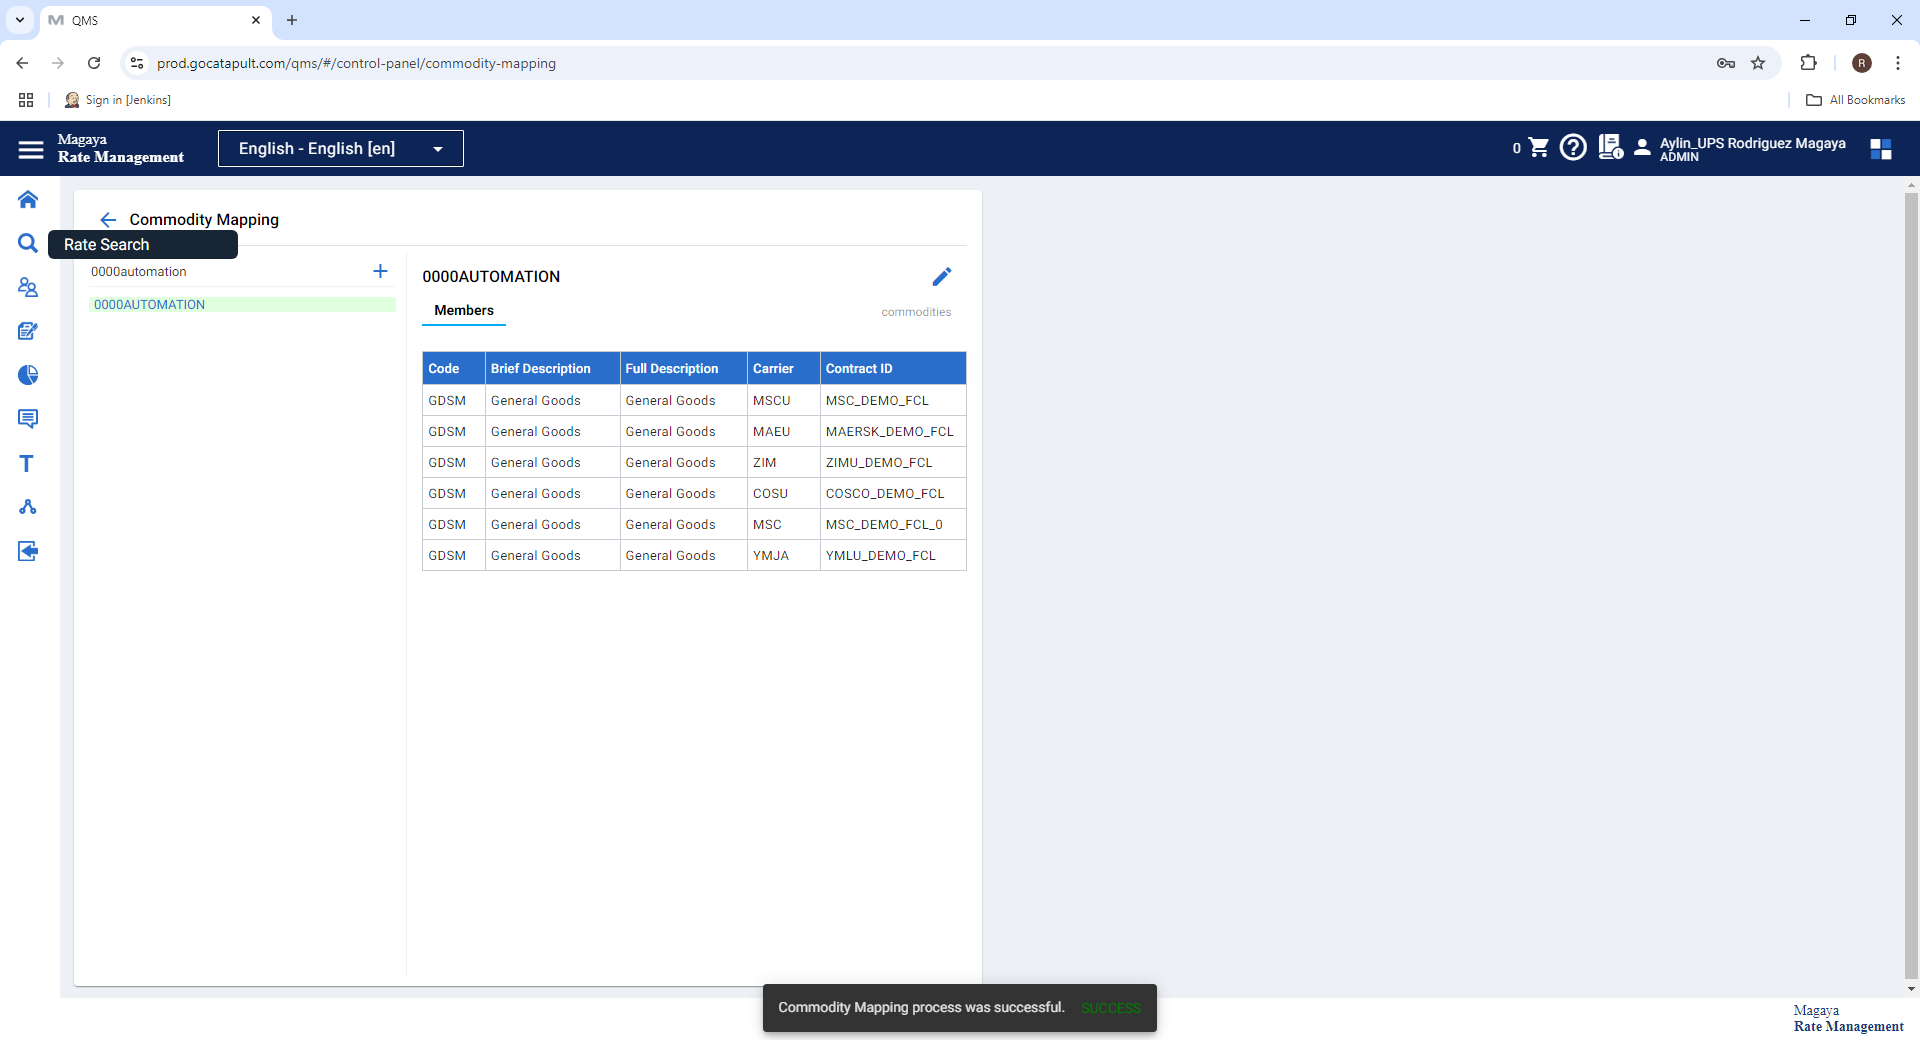 QMS
prod.gocatapult.com/qms/#/control-panel/commodity-mapping
R
Sign in [Jenkins]
All Bookmarks
Magaya
Rate Management
English - English [en]
0
Aylin_UPS Rodriguez Magaya
ADMIN
Commodity Mapping
Rate Search
0000automation
0000AUTOMATION
0000AUTOMATION
Members
commodities
Code Brief Description Full Description Carrier Contract ID
GDSM General Goods General Goods MSCU MSC_DEMO_FCL
GDSM General Goods General Goods MAEU MAERSK_DEMO_FCL
GDSM General Goods General Goods ZIM ZIMU_DEMO_FCL
GDSM General Goods General Goods COSU COSCO_DEMO_FCL
GDSM General Goods General Goods MSC MSC_DEMO_FCL_0
GDSM General Goods General Goods YMJA YMLU_DEMO_FCL
Commodity Mapping process was successful. SUCCESS
Magaya
Rate Management